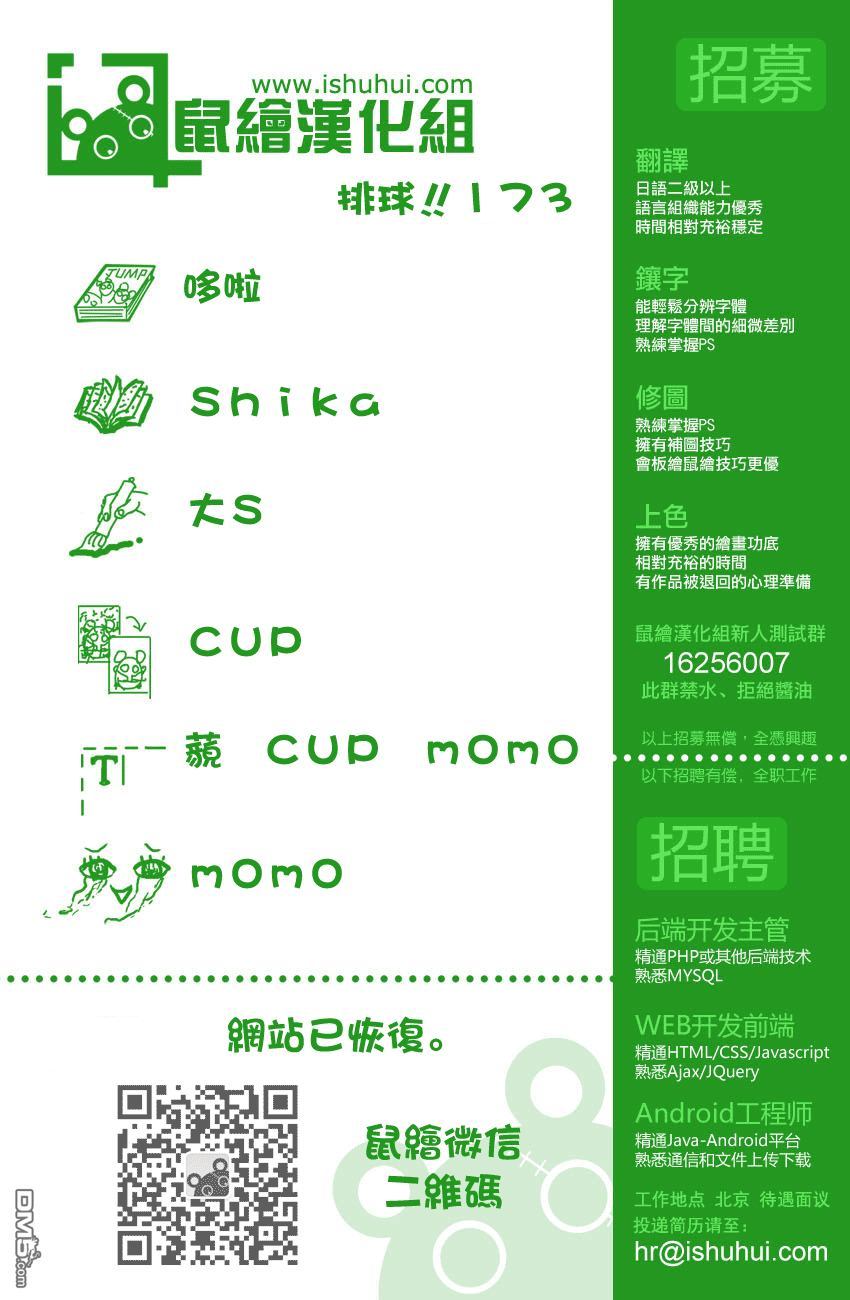 www.ishuhui.com
鼠繪漢化組
排球!!173
JUMP
哆啦
Shika
大S
CUP
T
蘋 CUP momo
momo
網站已恢復。
鼠繪微信
二維碼
DM5.com
招募
翻譯
日語二級以上
語言組織能力優秀
時間相對充裕穩定
鑲字
能輕鬆分辨字體
理解字體間的細微差別
熟練掌握PS
修圖
熟練掌握PS
擁有補圖技巧
會板繪鼠繪技巧更優
上色
擁有優秀的繪畫功底
相對充裕的時間
有作品被退回的心理準備
鼠繪漢化組新人測試群
16256007
此群禁水、拒絕醬油
以上招募無償，全憑興趣
以下招聘有偿，全职工作
招聘
后端开发主管
精通PHP或其他后端技术
熟悉MYSQL
WEB开发前端
精通HTML/CSS/Javascript
熟悉Ajax/JQuery
Android工程师
精通Java-Android平台
熟悉通信和文件上传下载
工作地点 北京 待遇面议
投递简历请至：
hr@ishuhui.com